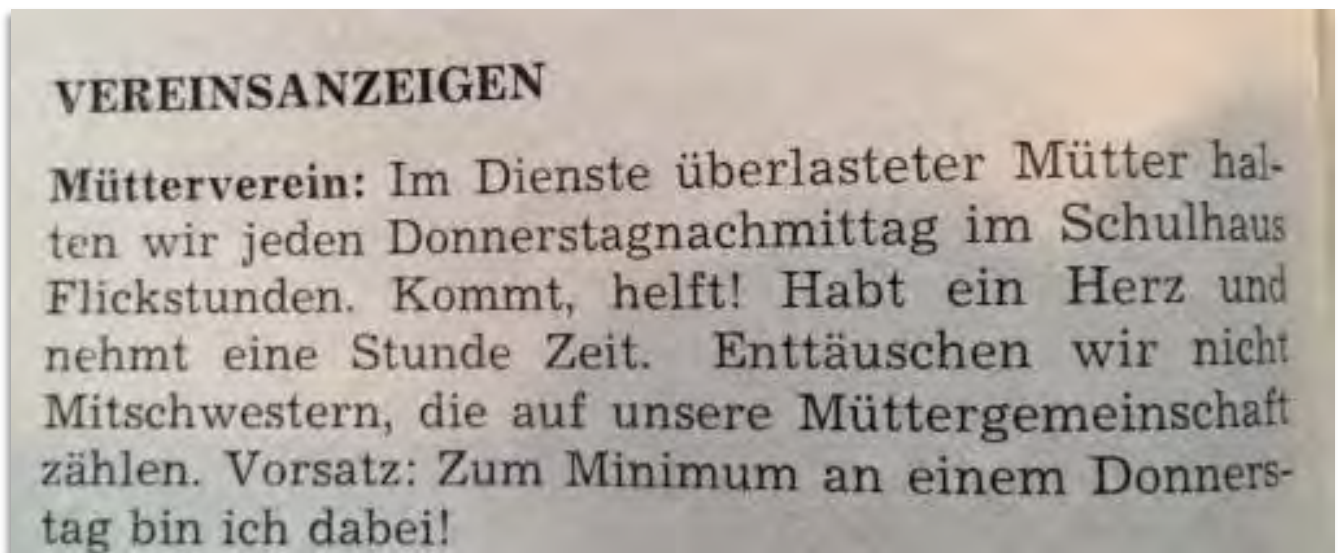 VEREINSANZEIGEN
Mütterverein: Im Dienste überlasteter Mütter hal-
ten wir jeden Donnerstagnachmittag im Schulhaus
Flickstunden. Kommt, helft! Habt ein Herz und
nehmt eine Stunde Zeit. Enttäuschen wir nicht
Mitschwestern, die auf unsere Müttergemeinschaft
zählen. Vorsatz: Zum Minimum an einem Donners-
tag bin ich dabei!